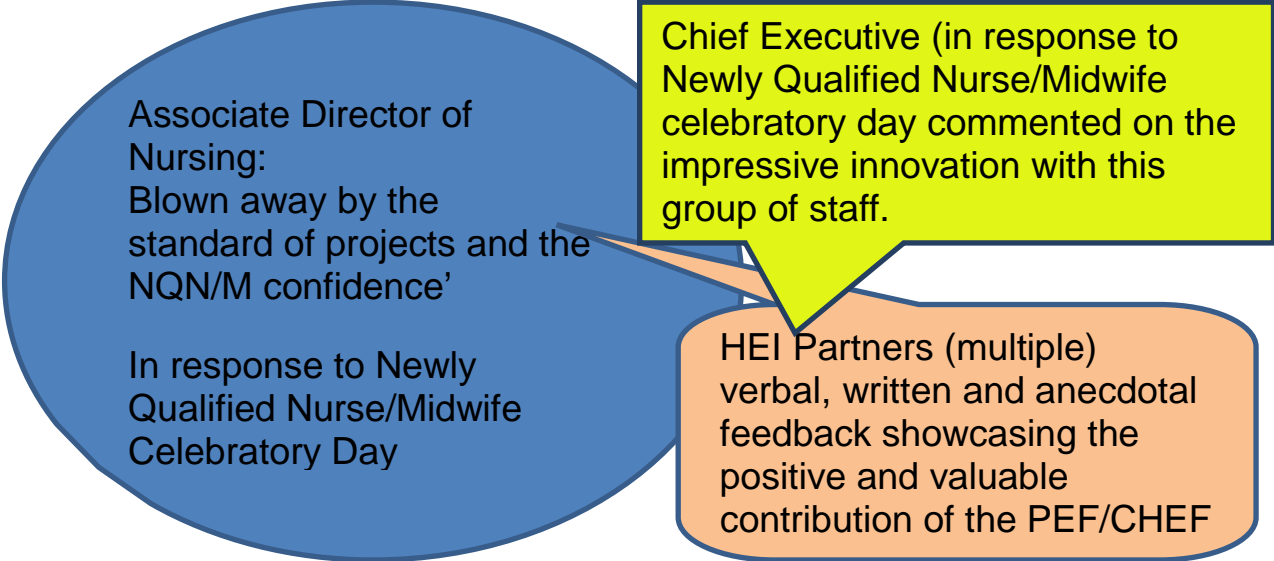 Associate Director of
Nursing:
Blown away by the
standard of projects and the
NQN/M confidence’
In response to Newly
Qualified Nurse/Midwife
Celebratory Day
Chief Executive (in response to
Newly Qualified Nurse/Midwife
celebratory day commented on the
impressive innovation with this
group of staff.
HEI Partners (multiple)
verbal, written and anecdotal
feedback showcasing the
positive and valuable
contribution of the PEF/CHEF